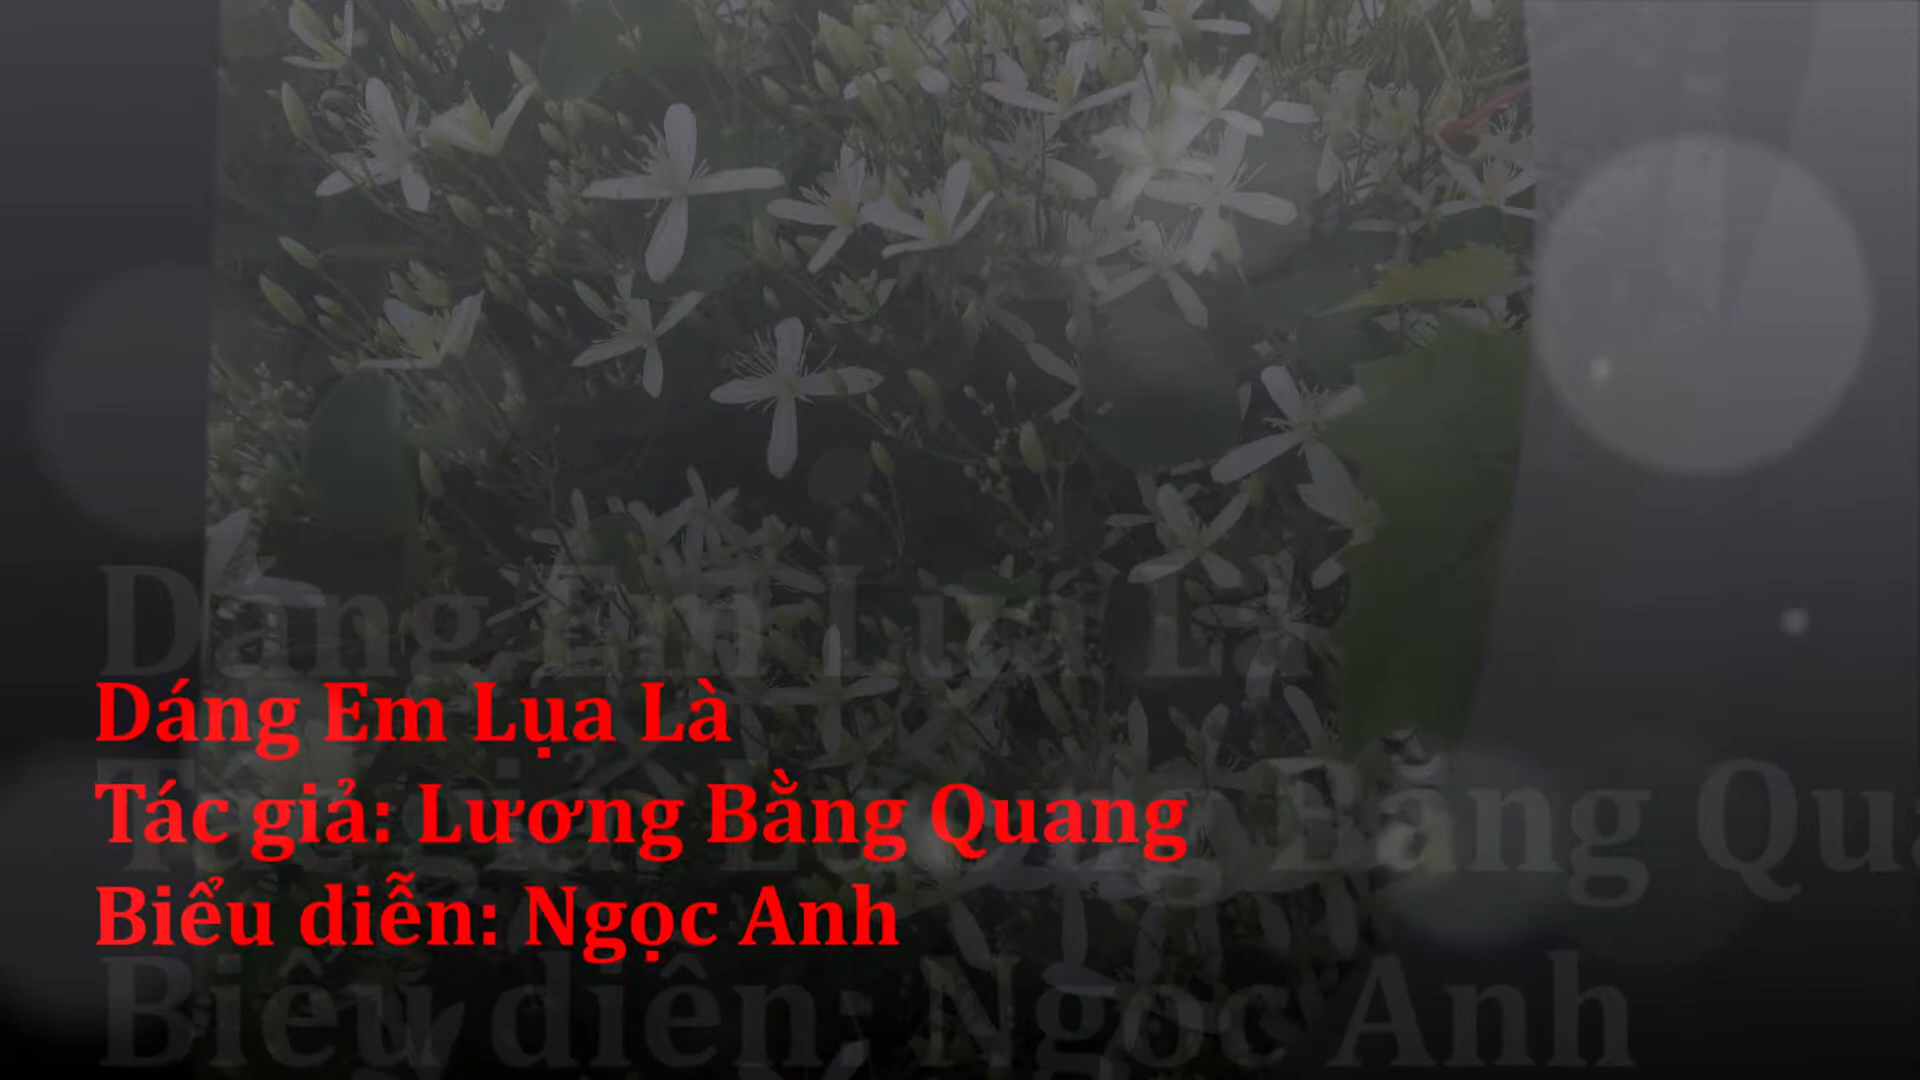 Dáng Em Lụa Là
Tác giả: Lương Bằng Quang
Biểu diễn: Ngọc Anh